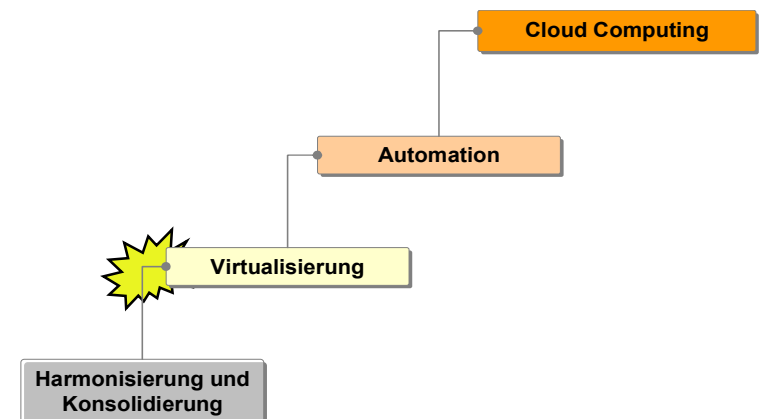 Cloud Computing
Automation
Virtualisierung
Harmonisierung und
Konsolidierung